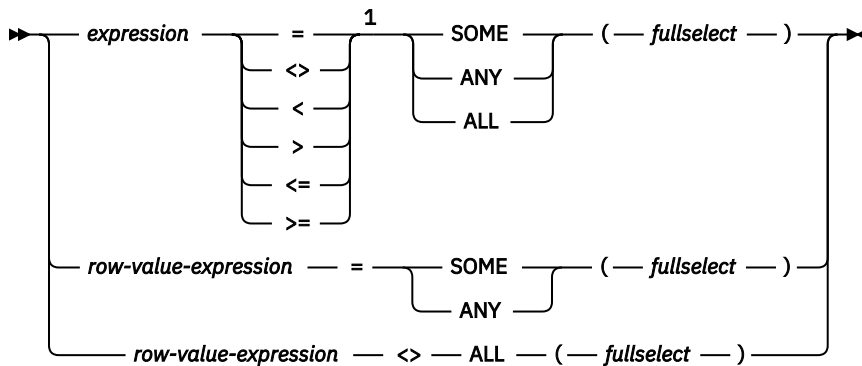 1
expression = SOME ( fullselect )
<> ANY
< ALL
>
<=
>=
row-value-expression = SOME ( fullselect )
ANY
row-value-expression <> ALL ( fullselect )